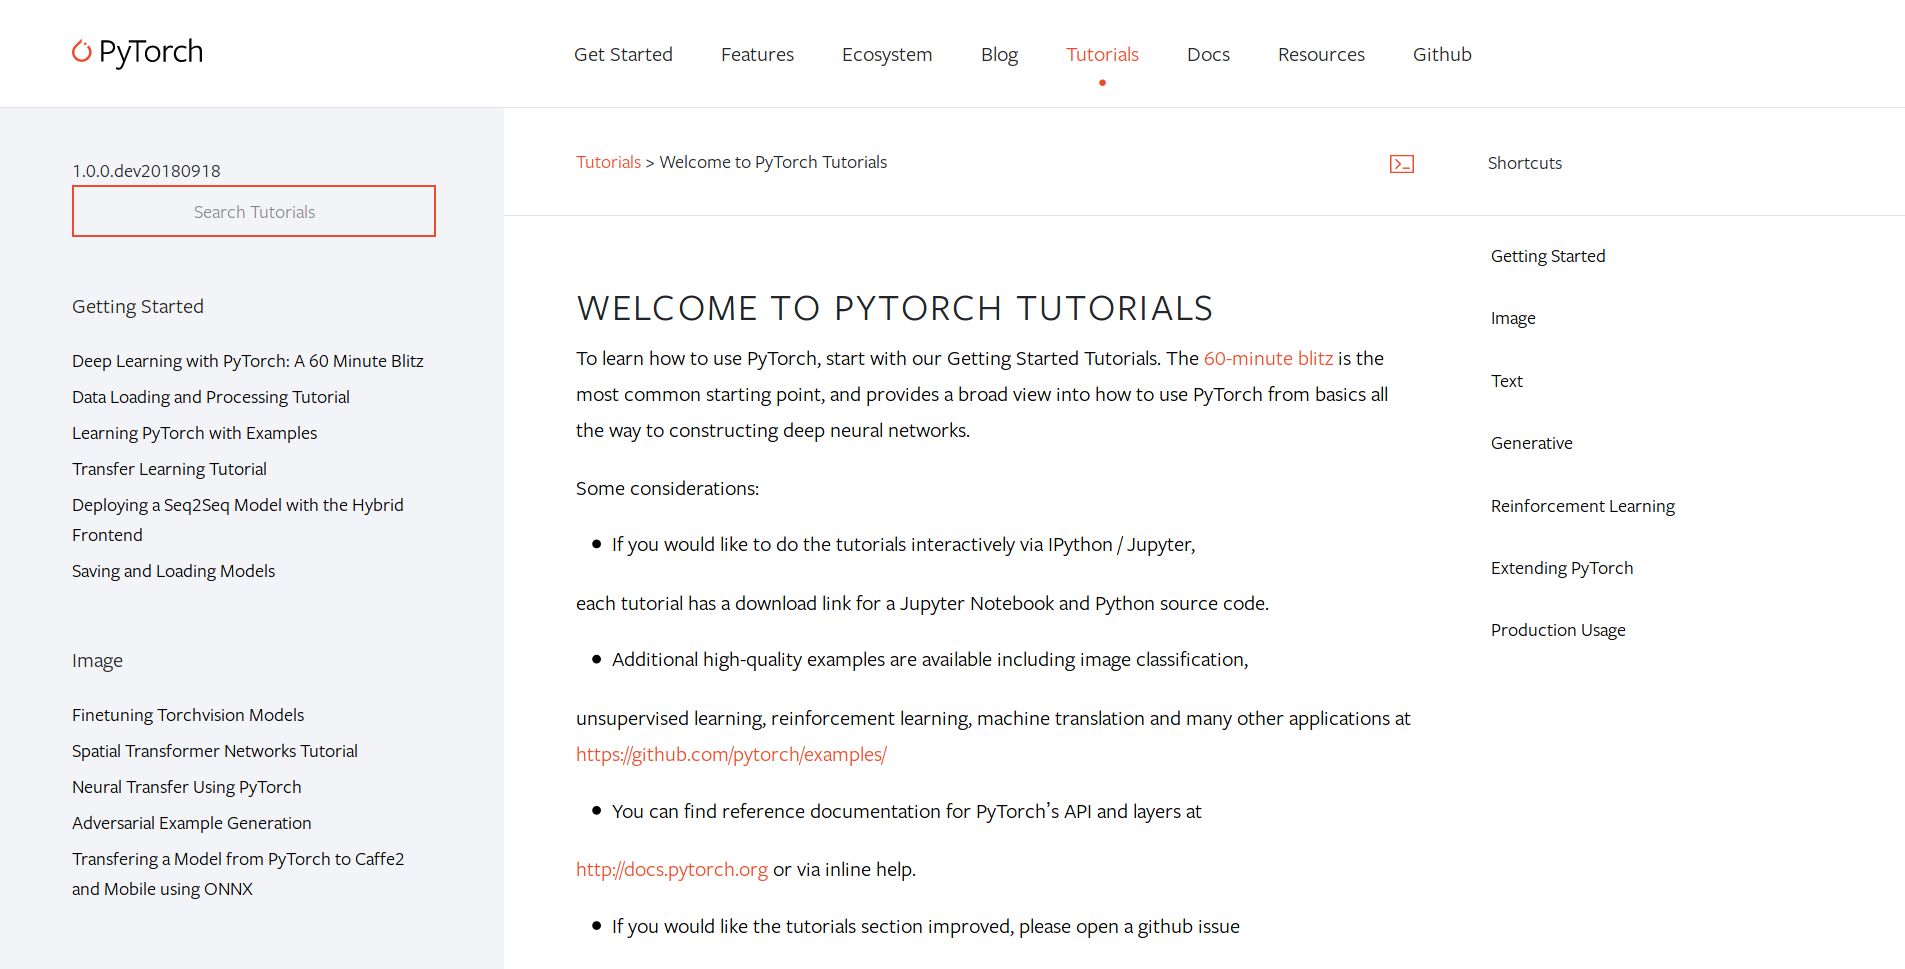 PyTorch
Get Started
Features
Ecosystem
Blog
Tutorials
Docs
Resources
Github
1.0.0.dev20180918
Search Tutorials
Getting Started
Deep Learning with PyTorch: A 60 Minute Blitz
Data Loading and Processing Tutorial
Learning PyTorch with Examples
Transfer Learning Tutorial
Deploying a Seq2Seq Model with the Hybrid
Frontend
Saving and Loading Models
Image
Finetuning Torchvision Models
Spatial Transformer Networks Tutorial
Neural Transfer Using PyTorch
Adversarial Example Generation
Transfering a Model from PyTorch to Caffe2
and Mobile using ONNX
Tutorials > Welcome to PyTorch Tutorials
WELCOME TO PYTORCH TUTORIALS
To learn how to use PyTorch, start with our Getting Started Tutorials. The 60-minute blitz is the
most common starting point, and provides a broad view into how to use PyTorch from basics all
the way to constructing deep neural networks.
Some considerations:
• If you would like to do the tutorials interactively via IPython / Jupyter,
each tutorial has a download link for a Jupyter Notebook and Python source code.
• Additional high-quality examples are available including image classification,
unsupervised learning, reinforcement learning, machine translation and many other applications at
https://github.com/pytorch/examples/
• You can find reference documentation for PyTorch’s API and layers at
http://docs.pytorch.org or via inline help.
• If you would like the tutorials section improved, please open a github issue
Shortcuts
Getting Started
Image
Text
Generative
Reinforcement Learning
Extending PyTorch
Production Usage